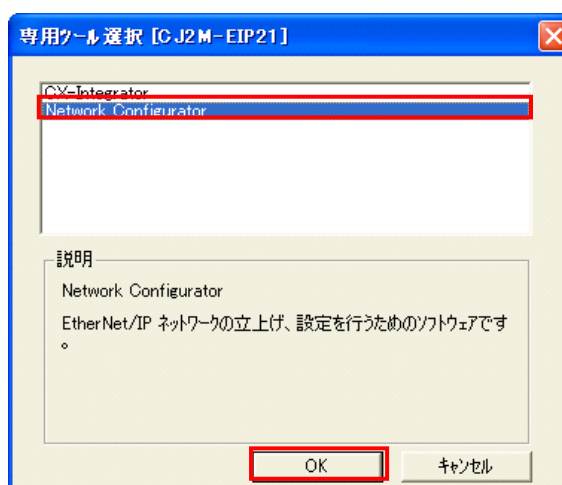 専用ツール選択 [CJ2M-EIP21]
CX-Integrator
Network Configurator
説明
Network Configurator
EtherNet/IP ネットワークの立上げ、設定を行うためのソフトウェアです
。
OK キャンセル